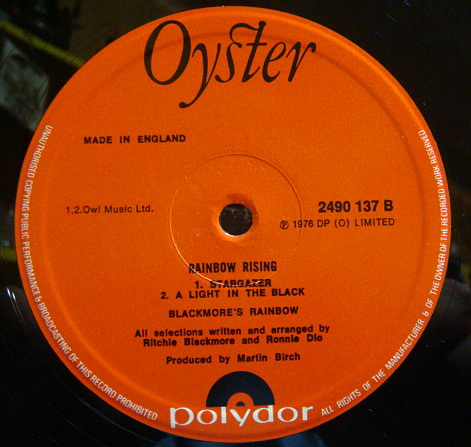 Oyster
MADE IN ENGLAND
1,2.Owl Music Ltd.
2490 137 B
℗ 1976 DP (O) LIMITED
RAINBOW RISING
1. STARGAZER
2. A LIGHT IN THE BLACK
BLACKMORE'S RAINBOW
All selections written and arranged by
Ritchie Blackmore and Ronnie Dio
Produced by Martin Birch
polydor
UNAUTHORISED COPYING PUBLIC PERFORMANCE & BROADCASTING OF THIS RECORD PROHIBITED
ALL RIGHTS OF THE MANUFACTURER & OF THE OWNER OF THE RECORDED WORK RESERVED